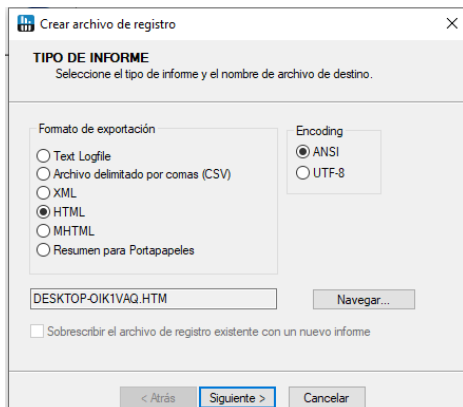 Crear archivo de registro
TIPO DE INFORME
Seleccione el tipo de informe y el nombre de archivo de destino.
Formato de exportación
Encoding
Text Logfile
ANSI
Archivo delimitado por comas (CSV)
UTF-8
XML
HTML
MHTML
Resumen para Portapapeles
DESKTOP-OIK1VAQ.HTM
Navegar...
Sobrescribir el archivo de registro existente con un nuevo informe
< Atrás
Siguiente >
Cancelar